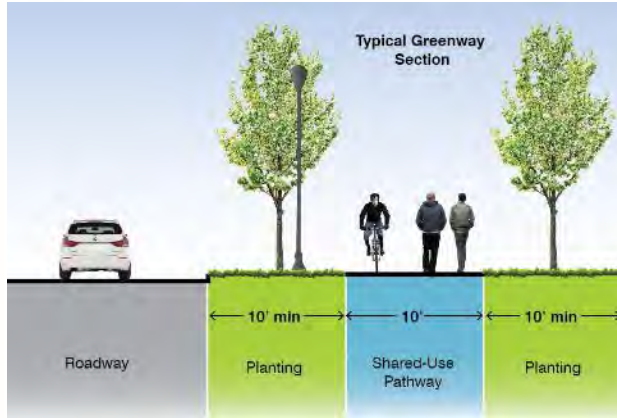 Typical Greenway
Section
10' min
10'
10' min
Roadway
Planting
Shared-Use
Pathway
Planting